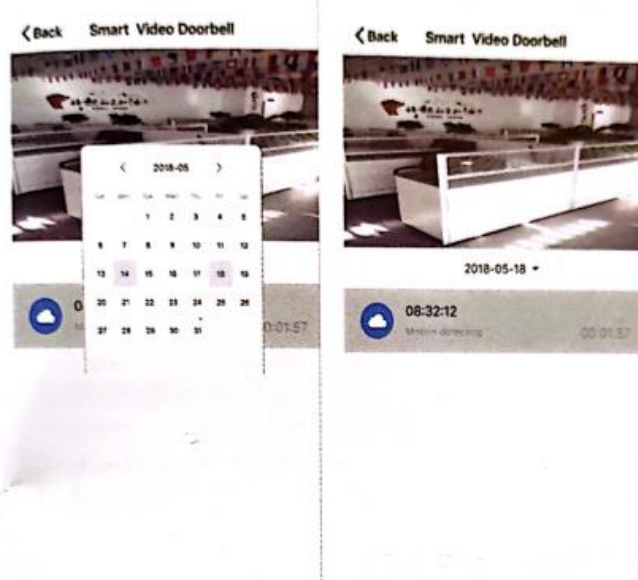 Back Smart Video Doorbell
2018-05
1 2 3 4 5
6 7 8 9 10 11 12
13 14 15 16 17 18 19
20 21 22 23 24 25 26
27 28 29 30 31
0:01:57
Back Smart Video Doorbell
2018-05-18
08:32:12
Motion detecting
00:01:57